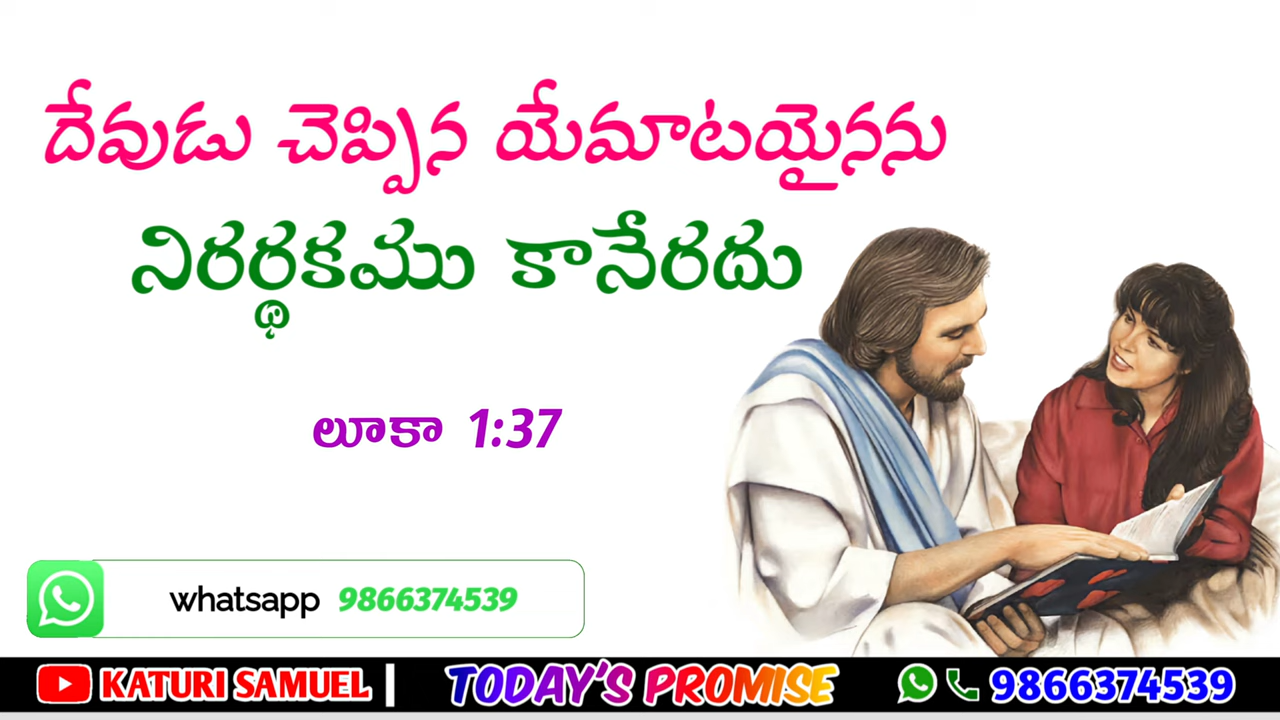 దేవుడు చెప్పిన యేమాటయైనను
నిరర్థకము కానేరదు
లూకా 1:37
whatsapp 9866374539
KATURI SAMUEL | TODAY'S PROMISE 9866374539